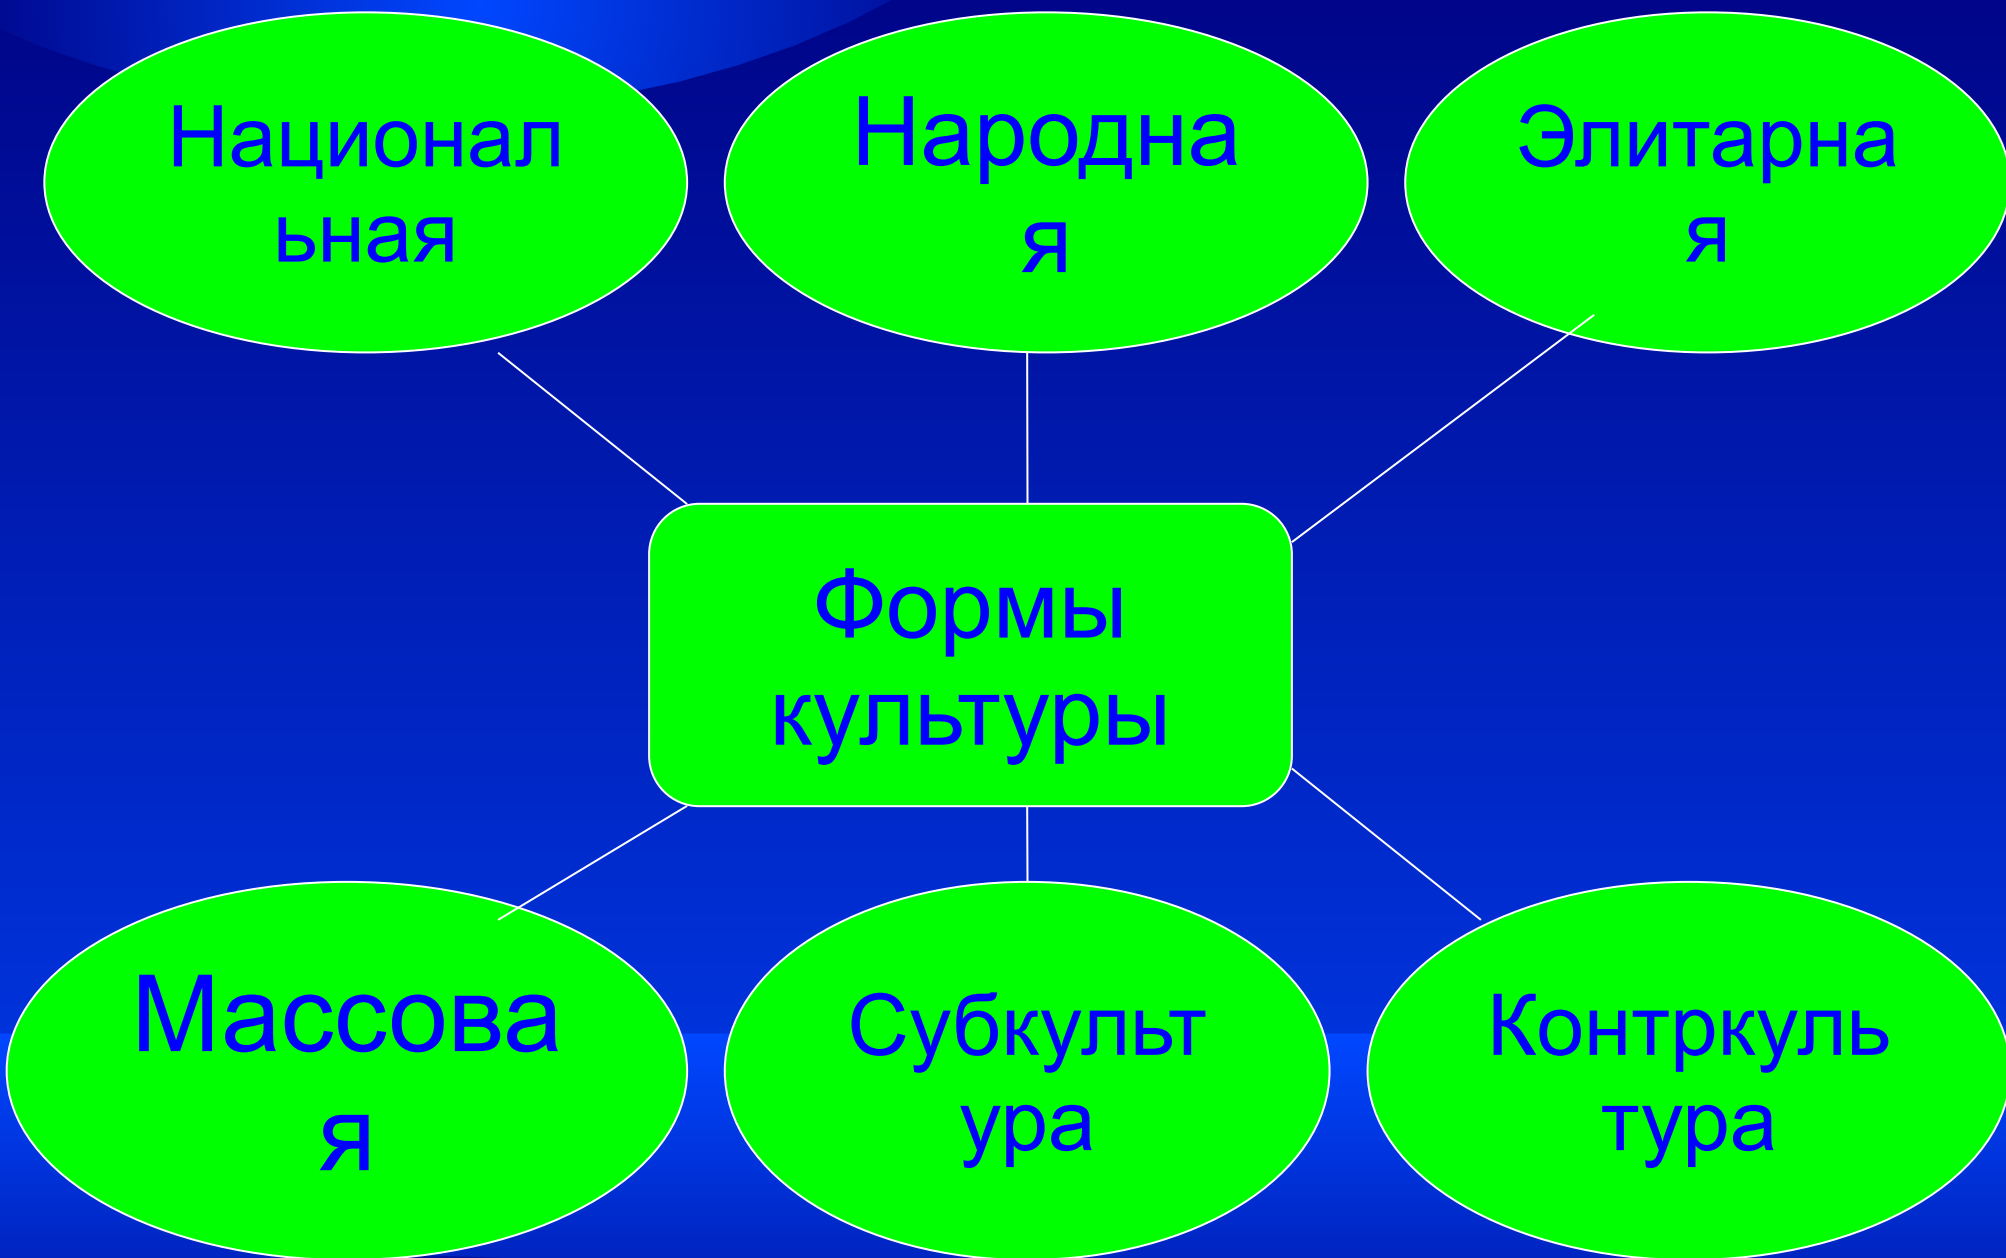 Национал
ьная
Народна
я
Элитарна
я
Формы
культуры
Массова
я
Субкульт
ура
Контркуль
тура